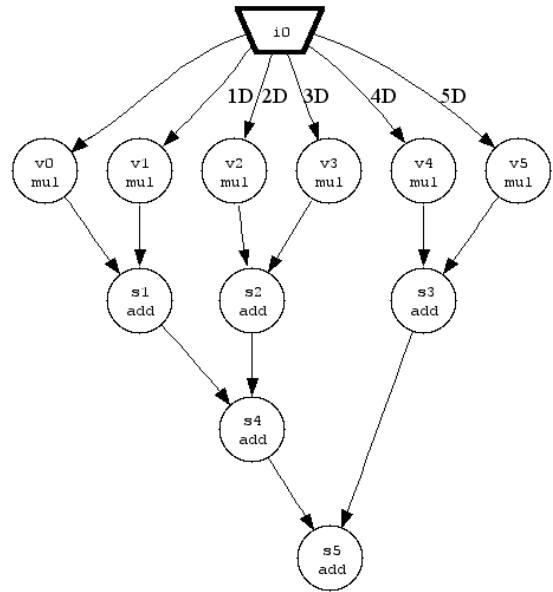 i0
1D 2D 3D 4D 5D
v0 v1 v2 v3 v4 v5
mul mul mul mul mul mul
s1 s2 s3
add add add
s4
add
s5
add